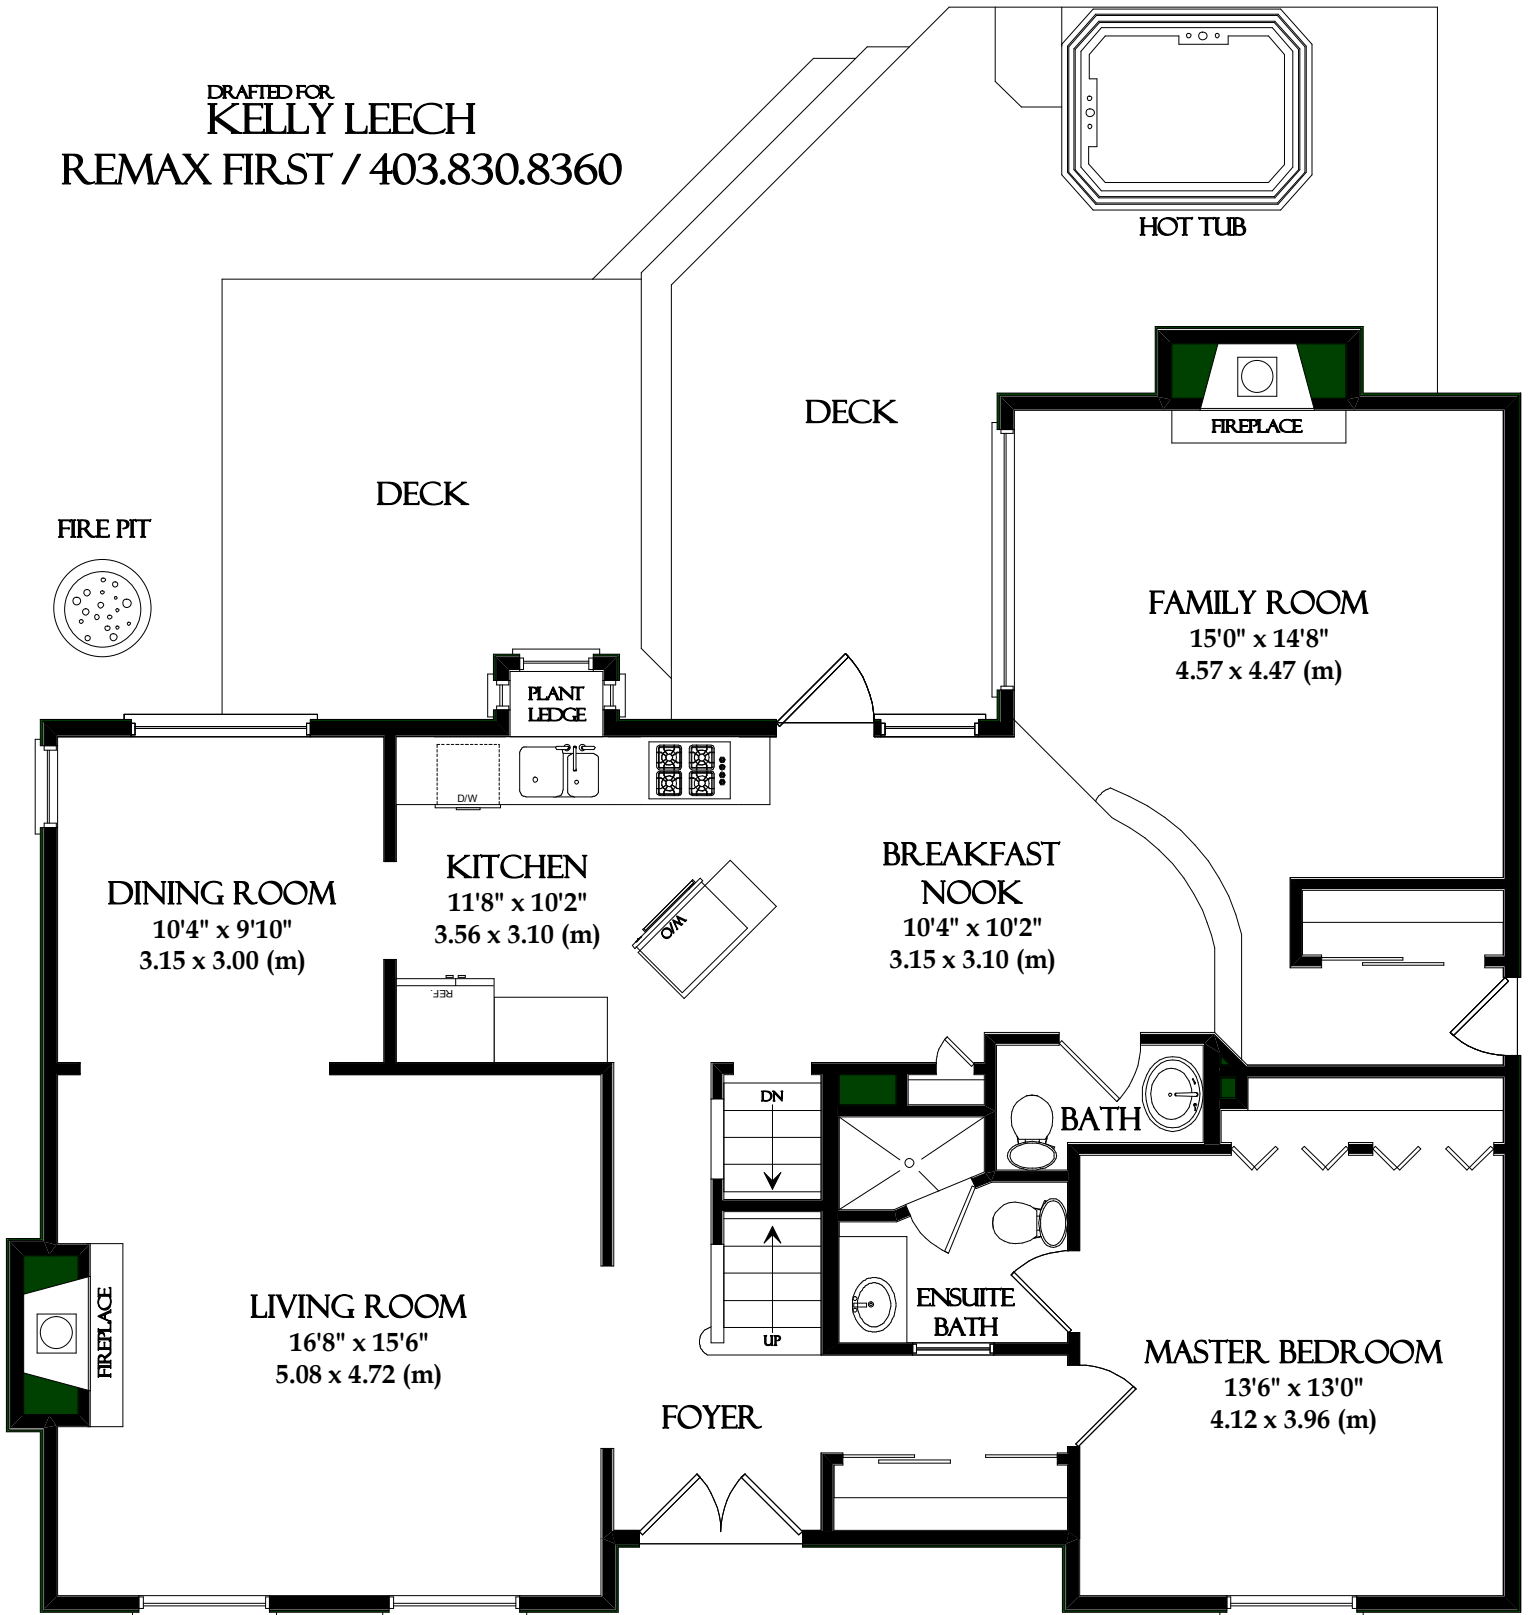 DRAFTED FOR
KELLY LEECH
REMAX FIRST / 403.830.8360
HOT TUB
DECK
FIREPLACE
DECK
FIRE PIT
FAMILY ROOM
15'0" x 14'8"
4.57 x 4.47 (m)
PLANT
LEDGE
D/W
KITCHEN
11'8" x 10'2"
3.56 x 3.10 (m)
W/O
BREAKFAST
NOOK
10'4" x 10'2"
3.15 x 3.10 (m)
DINING ROOM
10'4" x 9'10"
3.15 x 3.00 (m)
REF.
DN
BATH
LIVING ROOM
16'8" x 15'6"
5.08 x 4.72 (m)
FIREPLACE
UP
ENSUITE
BATH
MASTER BEDROOM
13'6" x 13'0"
4.12 x 3.96 (m)
FOYER